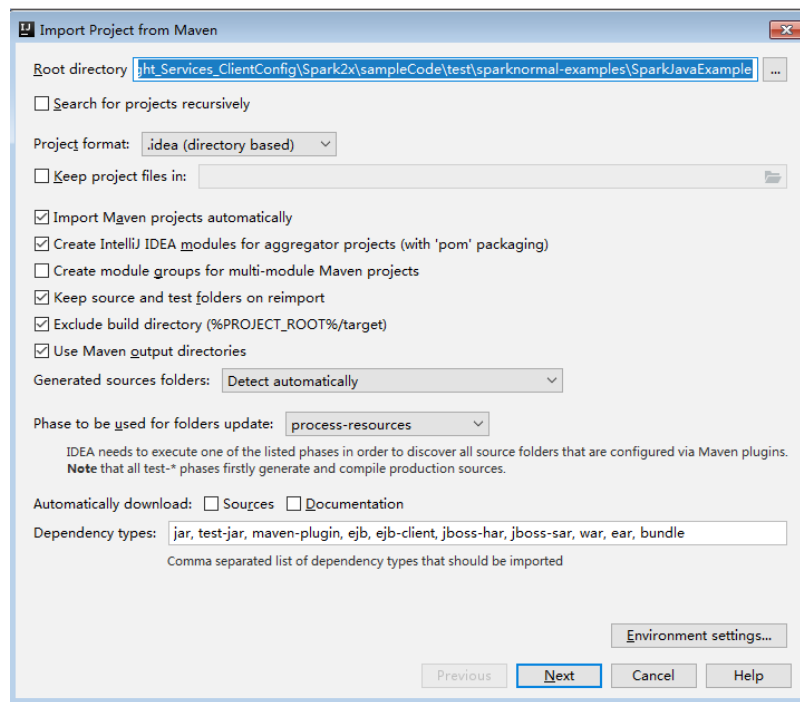 Import Project from Maven
Root directory ght_Services_ClientConfig\Spark2x\sampleCode\test\sparknormal-examples\SparkJavaExample ...
Search for projects recursively
Project format: .idea (directory based)
Keep project files in:
Import Maven projects automatically
Create IntelliJ IDEA modules for aggregator projects (with 'pom' packaging)
Create module groups for multi-module Maven projects
Keep source and test folders on reimport
Exclude build directory (%PROJECT_ROOT%/target)
Use Maven output directories
Generated sources folders: Detect automatically
Phase to be used for folders update: process-resources
IDEA needs to execute one of the listed phases in order to discover all source folders that are configured via Maven plugins.
Note that all test-* phases firstly generate and compile production sources.
Automatically download: Sources Documentation
Dependency types: jar, test-jar, maven-plugin, ejb, ejb-client, jboss-har, jboss-sar, war, ear, bundle
Comma separated list of dependency types that should be imported
Environment settings...
Previous Next Cancel Help